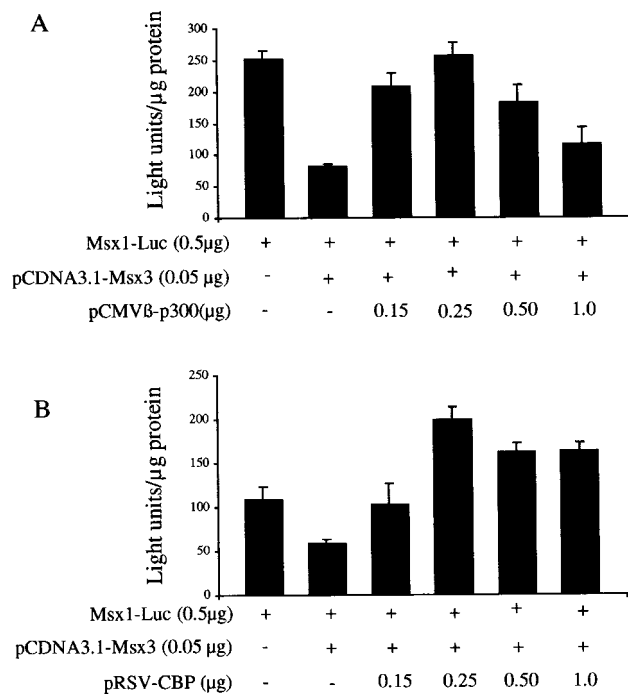 A
Light units/µg protein
300
250
200
150
100
50
0
Msx1-Luc (0.5µg) + + + + + +
pCDNA3.1-Msx3 (0.05 µg) - + + + + +
pCMVß-p300(µg) - - 0.15 0.25 0.50 1.0
B
Light units/µg protein
250
200
150
100
50
0
Msx1-Luc (0.5µg) + + + + + +
pCDNA3.1-Msx3 (0.05 µg) - + + + + +
pRSV-CBP (µg) - - 0.15 0.25 0.50 1.0